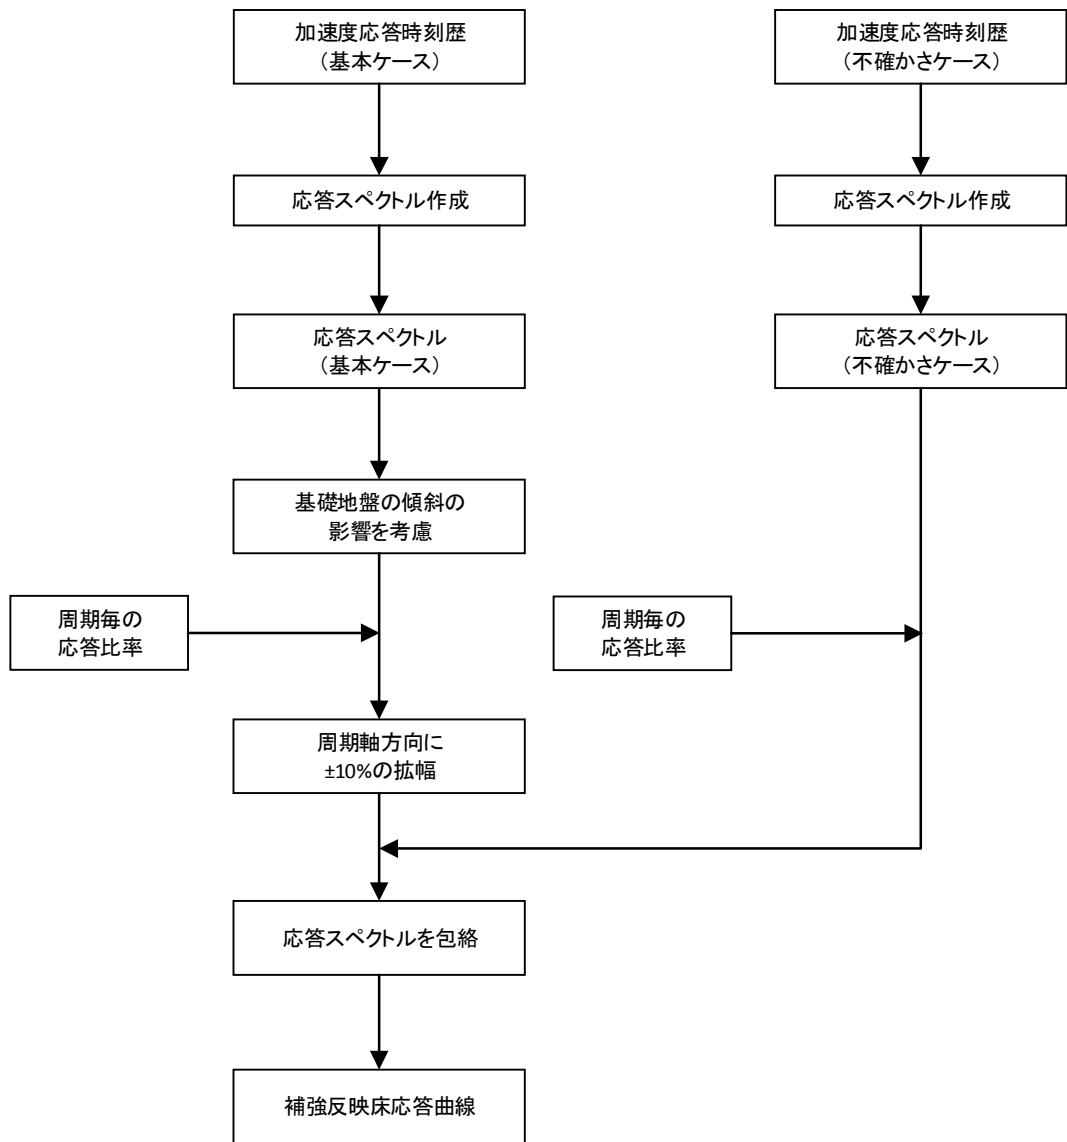 加速度応答時刻歴
（基本ケース）
応答スペクトル作成
応答スペクトル
（基本ケース）
基礎地盤の傾斜の
影響を考慮
周期毎の
応答比率
周期軸方向に
±10%の拡幅
応答スペクトルを包絡
補強反映床応答曲線
加速度応答時刻歴
（不確かさケース）
応答スペクトル作成
応答スペクトル
（不確かさケース）
周期毎の
応答比率